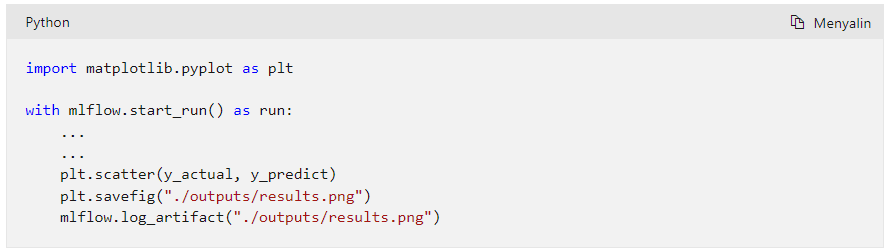 Python
Menyalin
import matplotlib.pyplot as plt
with mlflow.start_run() as run:
    ...
    ...
    plt.scatter(y_actual, y_predict)
    plt.savefig("./outputs/results.png")
    mlflow.log_artifact("./outputs/results.png")